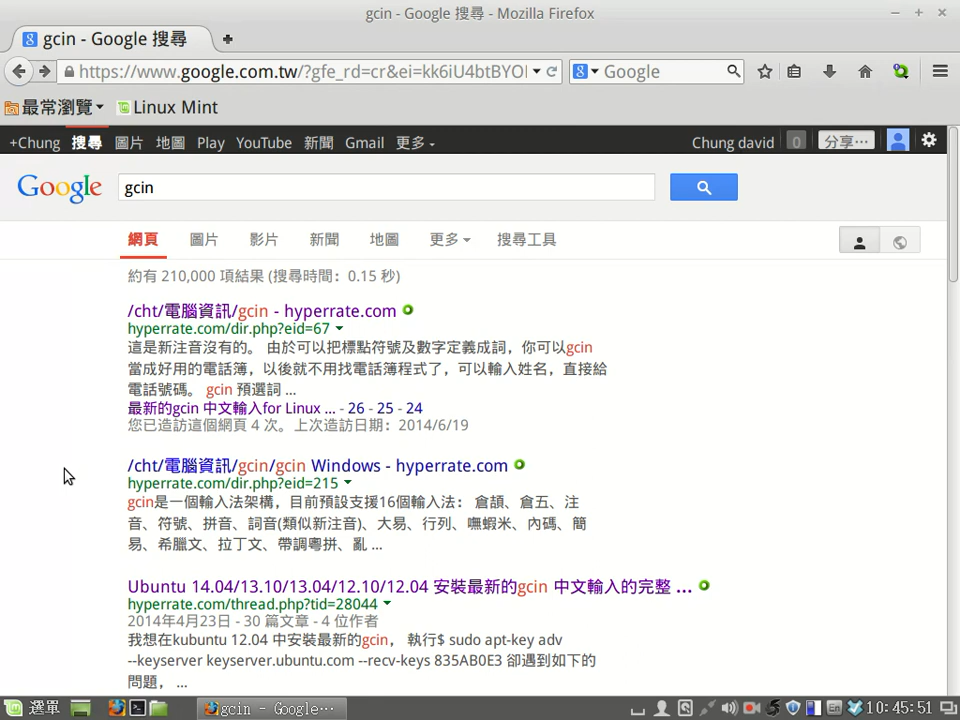 gcin - Google 搜尋 - Mozilla Firefox
gcin - Google 搜尋
https://www.google.com.tw/?gfe_rd=cr&ei=kk6iU4btBYO
Google
最常瀏覽
Linux Mint
+Chung 搜尋 圖片 地圖 Play YouTube 新聞 Gmail 更多
Chung david 0 分享…
Google gcin
網頁 圖片 影片 新聞 地圖 更多 搜尋工具
約有 210,000 項結果 (搜尋時間：0.15 秒)
/cht/電腦資訊/gcin - hyperrate.com
hyperrate.com/dir.php?eid=67
這是新注音沒有的。 由於可以把標點符號及數字定義成詞，你可以gcin
當成好用的電話簿，以後就不用找電話簿程式了，可以輸入姓名，直接給
電話號碼。 gcin 預選詞 ...
最新的gcin 中文輸入for Linux ... - 26 - 25 - 24
您已造訪這個網頁 4 次。上次造訪日期：2014/6/19
/cht/電腦資訊/gcin/gcin Windows - hyperrate.com
hyperrate.com/dir.php?eid=215
gcin是一個輸入法架構，目前預設支援16個輸入法： 倉頡、倉五、注
音、符號、拼音、詞音(類似新注音)、大易、行列、嘸蝦米、內碼、簡
易、希臘文、拉丁文、帶調粵拼、亂 ...
Ubuntu 14.04/13.10/13.04/12.10/12.04 安裝最新的gcin 中文輸入的完整 ...
hyperrate.com/thread.php?tid=28044
2014年4月23日 - 30 篇文章 - 4 位作者
我想在kubuntu 12.04 中安裝最新的gcin， 執行$ sudo apt-key adv
--keyserver keyserver.ubuntu.com --recv-keys 835AB0E3 卻遇到如下的
問題， ...
選單
gcin - Google…
En
10:45:51